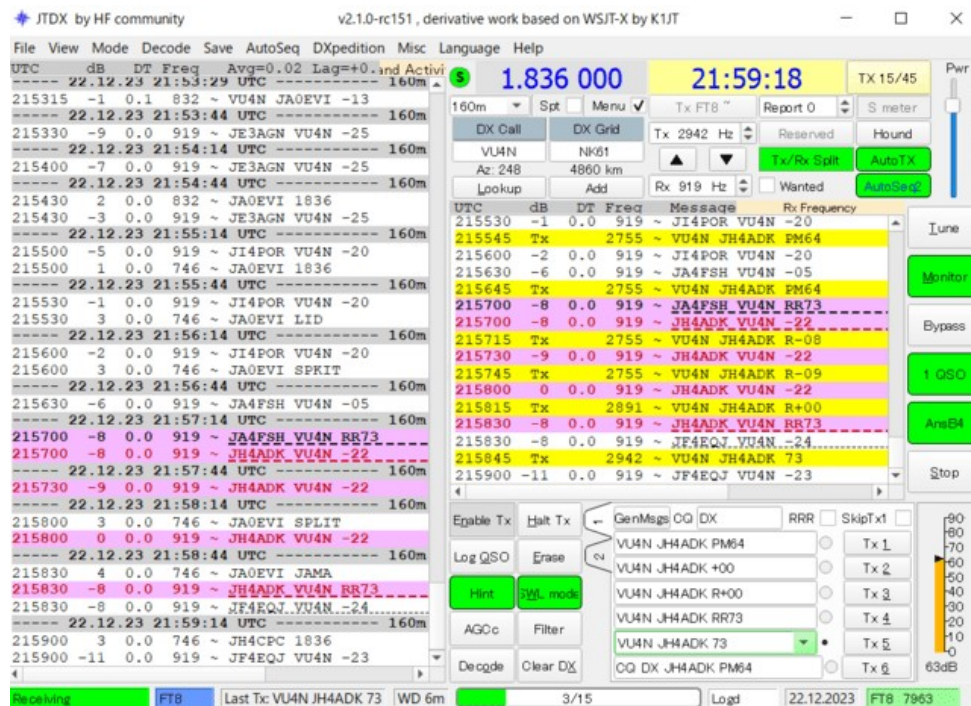 JTDX by HF community v2.1.0-rc151 , derivative work based on WSJT-X by K1JT
File View Mode Decode Save AutoSeq DXpedition Misc Language Help
UTC dB DT Freq Avg=0.02 Lag=+0. and Activi
----- 22.12.23 21:53:29 UTC ----------- 160m
215315 -1 0.1 832 ~ VU4N JA0EVI -13
----- 22.12.23 21:53:44 UTC ----------- 160m
215330 -9 0.0 919 ~ JE3AGN VU4N -25
----- 22.12.23 21:54:14 UTC ----------- 160m
215400 -7 0.0 919 ~ JE3AGN VU4N -25
----- 22.12.23 21:54:44 UTC ----------- 160m
215430 2 0.0 832 ~ JA0EVI 1836
215430 -3 0.0 919 ~ JE3AGN VU4N -25
----- 22.12.23 21:55:14 UTC ----------- 160m
215500 -5 0.0 919 ~ JI4POR VU4N -20
215500 1 0.0 746 ~ JA0EVI 1836
----- 22.12.23 21:55:44 UTC ----------- 160m
215530 -1 0.0 919 ~ JI4POR VU4N -20
215530 3 0.0 746 ~ JA0EVI LID
----- 22.12.23 21:56:14 UTC ----------- 160m
215600 -2 0.0 919 ~ JI4POR VU4N -20
215600 3 0.0 746 ~ JA0EVI SPKIT
----- 22.12.23 21:56:44 UTC ----------- 160m
215630 -6 0.0 919 ~ JA4FSH VU4N -05
----- 22.12.23 21:57:14 UTC ----------- 160m
215700 -8 0.0 919 ~ JA4FSH VU4N RR73
215700 -8 0.0 919 ~ JH4ADK VU4N -22
----- 22.12.23 21:57:44 UTC ----------- 160m
215730 -9 0.0 919 ~ JH4ADK VU4N -22
----- 22.12.23 21:58:14 UTC ----------- 160m
215800 3 0.0 746 ~ JA0EVI SPLIT
215800 0 0.0 919 ~ JH4ADK VU4N -22
----- 22.12.23 21:58:44 UTC ----------- 160m
215830 4 0.0 746 ~ JA0EVI JAMA
215830 -8 0.0 919 ~ JH4ADK VU4N RR73
215830 -8 0.0 919 ~ JF4EQJ VU4N -24
----- 22.12.23 21:59:14 UTC ----------- 160m
215900 3 0.0 746 ~ JH4CPC 1836
215900 -11 0.0 919 ~ JF4EQJ VU4N -23
S 1.836 000 21:59:18 TX 15/45 Pwr
160m Spt Menu Tx FT8 ~ Report 0 S meter
DX Call DX Grid Tx 2942 Hz Reserved Hound
VU4N NK61 Tx/Rx Split AutoTX
Az: 248 4860 km
Lookup Add Rx 919 Hz Wanted AutoSeq2
UTC dB DT Freq Message Rx Frequency
215530 -1 0.0 919 ~ JI4POR VU4N -20
215545 Tx 2755 ~ VU4N JH4ADK PM64
215600 -2 0.0 919 ~ JI4POR VU4N -20
215630 -6 0.0 919 ~ JA4FSH VU4N -05
215645 Tx 2755 ~ VU4N JH4ADK PM64
215700 -8 0.0 919 ~ JA4FSH VU4N RR73
215700 -8 0.0 919 ~ JH4ADK VU4N -22
215715 Tx 2755 ~ VU4N JH4ADK R-08
215730 -9 0.0 919 ~ JH4ADK VU4N -22
215745 Tx 2755 ~ VU4N JH4ADK R-09
215800 0 0.0 919 ~ JH4ADK VU4N -22
215815 Tx 2891 ~ VU4N JH4ADK R+00
215830 -8 0.0 919 ~ JH4ADK VU4N RR73
215830 -8 0.0 919 ~ JF4EQJ VU4N -24
215845 Tx 2942 ~ VU4N JH4ADK 73
215900 -11 0.0 919 ~ JF4EQJ VU4N -23
Tune
Monitor
Bypass
1 QSO
AnsB4
Stop
Enable Tx Halt Tx 1 GenMsgs CQ DX RRR SkipTx1
VU4N JH4ADK PM64 Tx 1
Log QSO Erase 2 VU4N JH4ADK +00 Tx 2
Hint SWL mode VU4N JH4ADK R+00 Tx 3
VU4N JH4ADK RR73 Tx 4
AGCc Filter VU4N JH4ADK 73 Tx 5
Decode Clear DX CQ DX JH4ADK PM64 Tx 6
90
80
70
60
50
40
30
20
10
0
63dB
Receiving FT8 Last Tx: VU4N JH4ADK 73 WD 6m 3/15 Logd 22.12.2023 FT8 7963